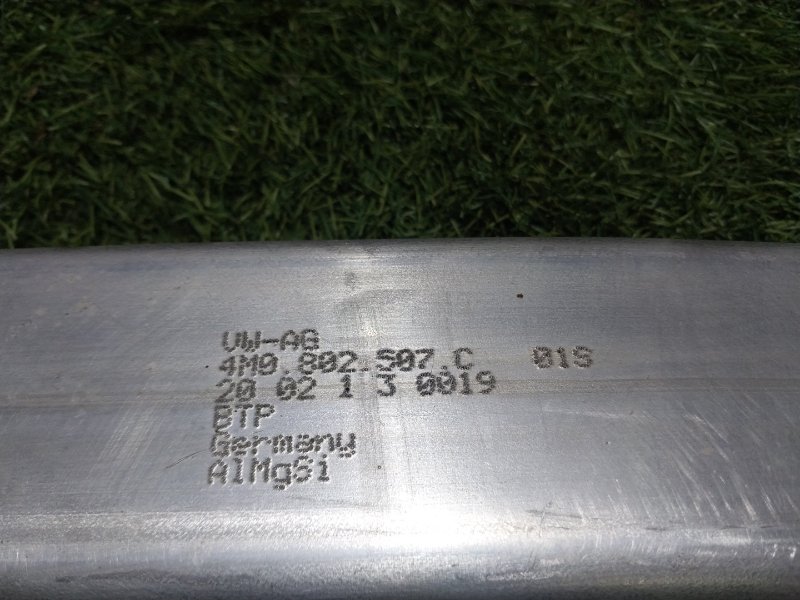 VW-AG
4M0.802.507.C 01S
20 02 1 3 0019
BTP
Germany
AlMgSi